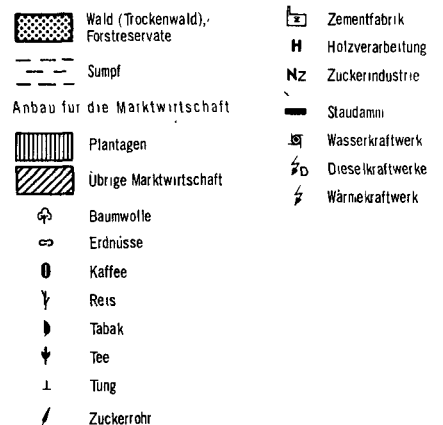 Wald (Trockenwald),
Forstreservate
Sumpf
Anbau für die Marktwirtschaft
Plantagen
Übrige Marktwirtschaft
Baumwolle
Erdnüsse
Kaffee
Reis
Tabak
Tee
Tung
Zuckerrohr
Zementfabrik
H Holzverarbeitung
NZ Zuckerindustrie
Staudamm
Wasserkraftwerk
D Dieselkraftwerke
Wärmekraftwerk